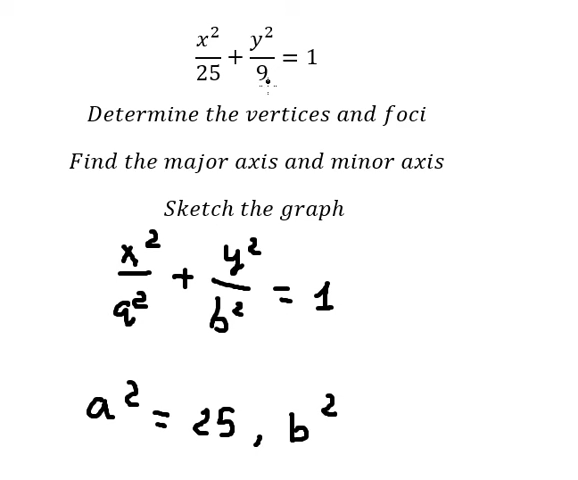 x²/25 + y²/9 = 1
Determine the vertices and foci
Find the major axis and minor axis
Sketch the graph
x²/a² + y²/b² = 1
a² = 25, b²